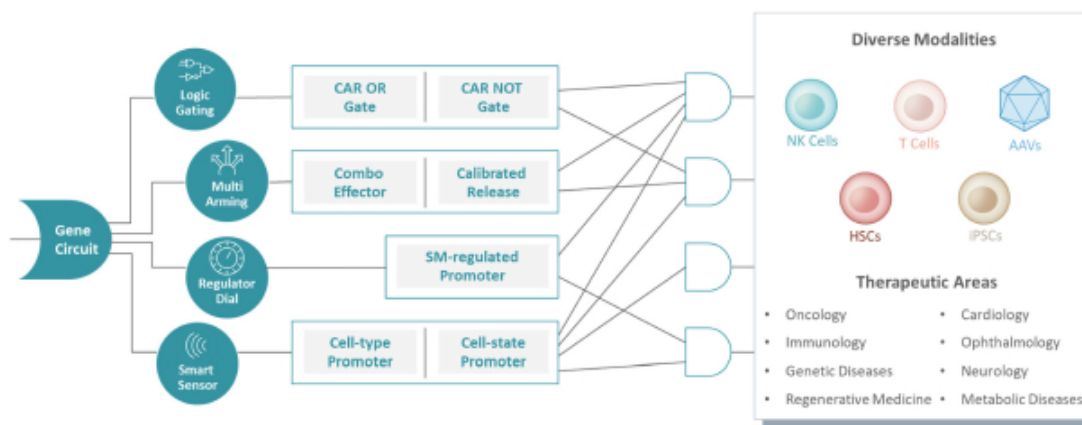 Gene
Circuit
Logic
Gating
Multi
Arming
Regulator
Dial
Smart
Sensor
CAR OR
Gate
CAR NOT
Gate
Combo
Effector
Calibrated
Release
SM-regulated
Promoter
Cell-type
Promoter
Cell-state
Promoter
Diverse Modalities
NK Cells
T Cells
AAVs
HSCs
iPSCs
Therapeutic Areas
• Oncology
• Immunology
• Genetic Diseases
• Regenerative Medicine
• Cardiology
• Ophthalmology
• Neurology
• Metabolic Diseases